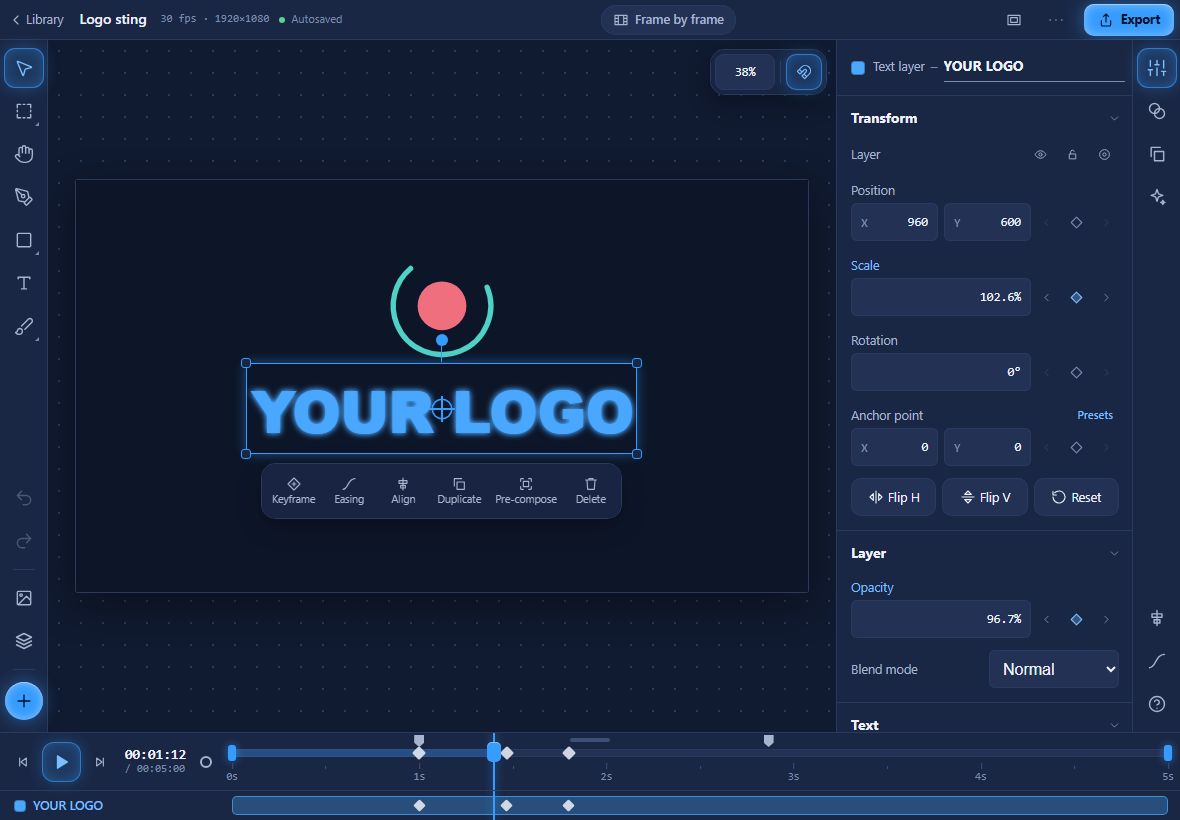 Library
Logo sting
30 fps · 1920×1080
Autosaved
Frame by frame
Export
38%
Text layer – YOUR LOGO
Transform
Layer
Position
X 960
Y 600
Scale
102.6%
Rotation
0°
Anchor point
Presets
X 0
Y 0
Flip H
Flip V
Reset
Layer
Opacity
96.7%
Blend mode
Normal
Text
YOUR LOGO
Keyframe
Easing
Align
Duplicate
Pre-compose
Delete
00:01:12
/ 00:05:00
0s
1s
2s
3s
4s
5s
YOUR LOGO